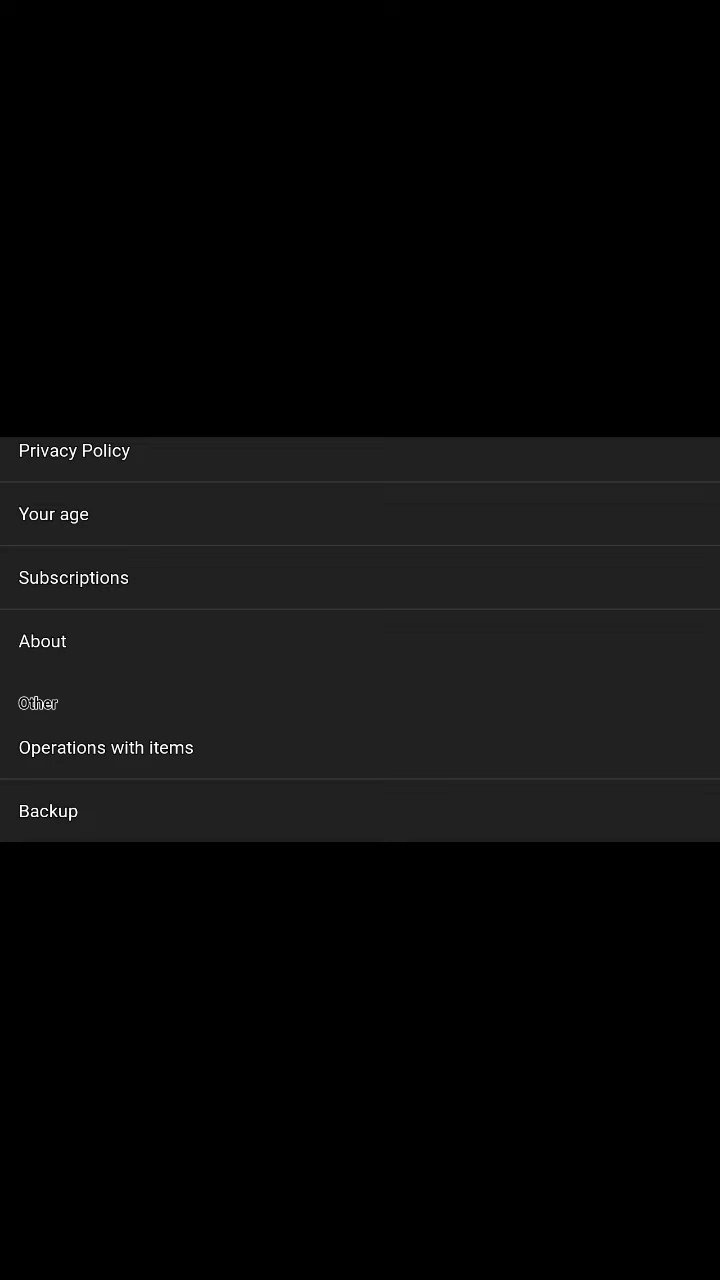 Privacy Policy
Your age
Subscriptions
About
Other
Operations with items
Backup